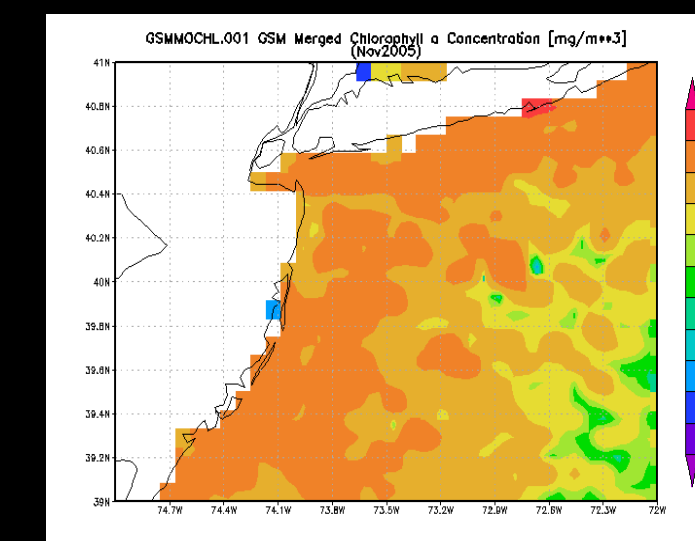 GSMMOCHL.001 GSM Merged Chlorophyll a Concentration [mg/m**3]
(Nov2005)
41N
40.8N
40.6N
40.4N
40.2N
40N
39.8N
39.6N
39.4N
39.2N
39N
74.7W 74.4W 74.1W 73.8W 73.5W 73.2W 72.9W 72.6W 72.3W 72W